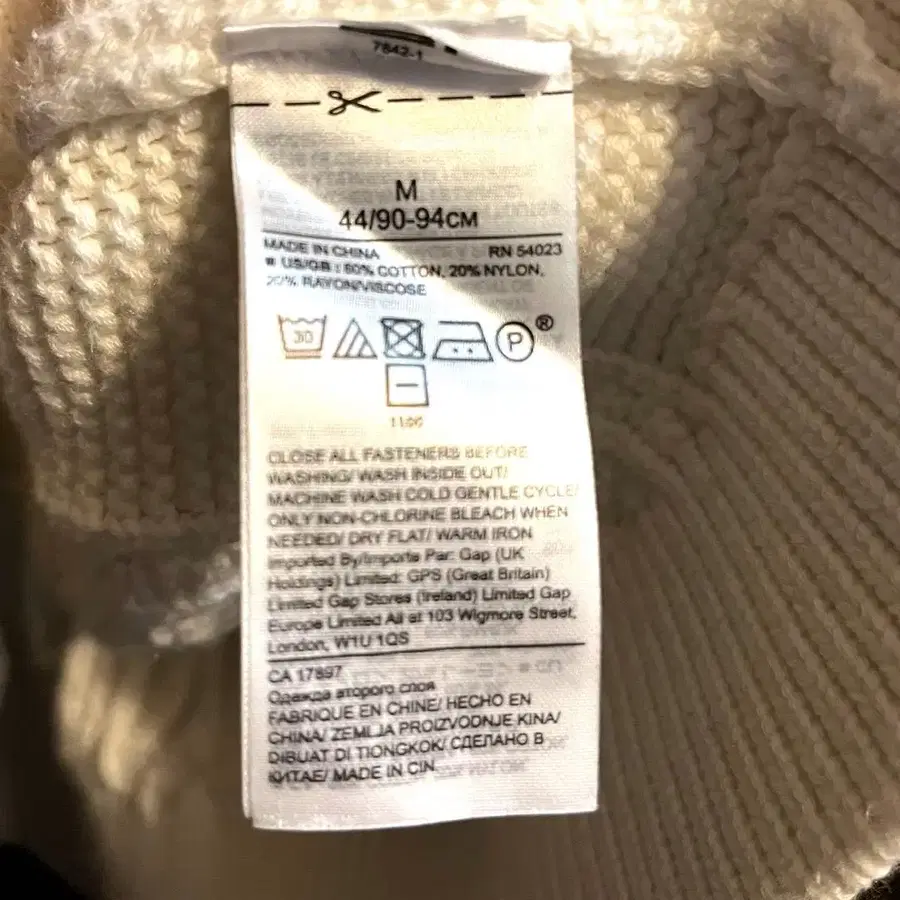 7842-1
M
44/90-94CM
MADE IN CHINA RN 54023
US/GB : 60% COTTON, 20% NYLON,
20% RAYON/VISCOSE
30 P ®
CLOSE ALL FASTENERS BEFORE
WASHING/ WASH INSIDE OUT/
MACHINE WASH COLD GENTLE CYCLE/
ONLY NON-CHLORINE BLEACH WHEN
NEEDED/ DRY FLAT/ WARM IRON
Imported By/Importe Par: Gap (UK
Holdings) Limited: GPS (Great Britain)
Limited Gap Stores (Ireland) Limited Gap
Europe Limited All at 103 Wigmore Street,
London, W1U 1QS
CA 17897
Одежда второго слоя
FABRIQUE EN CHINE/ HECHO EN
CHINA/ ZEMLJA PROIZVODNJE KINA/
DIBUAT DI TIONGKOK/ СДЕЛАНО В
КИТАЕ/ MADE IN CIN